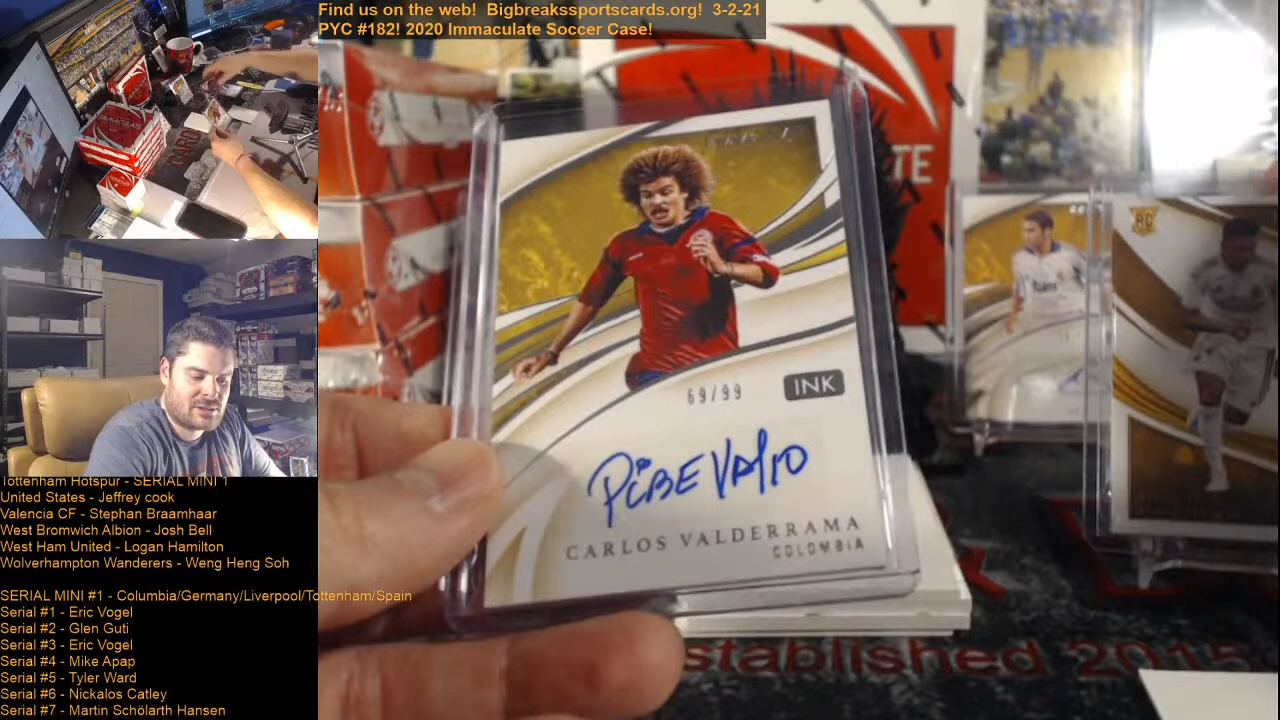 Find us on the web!  Bigbreakssportscards.org!  3-2-21
PYC #182! 2020 Immaculate Soccer Case!
69/99
INK
PiBE VAlD
CARLOS VALDERRAMA
COLOMBIA
RC
stablished 2015
Tottenham Hotspur - SERIAL MINI 1
United States - Jeffrey cook
Valencia CF - Stephan Braamhaar
West Bromwich Albion - Josh Bell
West Ham United - Logan Hamilton
Wolverhampton Wanderers - Weng Heng Soh
SERIAL MINI #1 - Columbia/Germany/Liverpool/Tottenham/Spain
Serial #1 - Eric Vogel
Serial #2 - Glen Guti
Serial #3 - Eric Vogel
Serial #4 - Mike Apap
Serial #5 - Tyler Ward
Serial #6 - Nickalos Catley
Serial #7 - Martin Schölarth Hansen